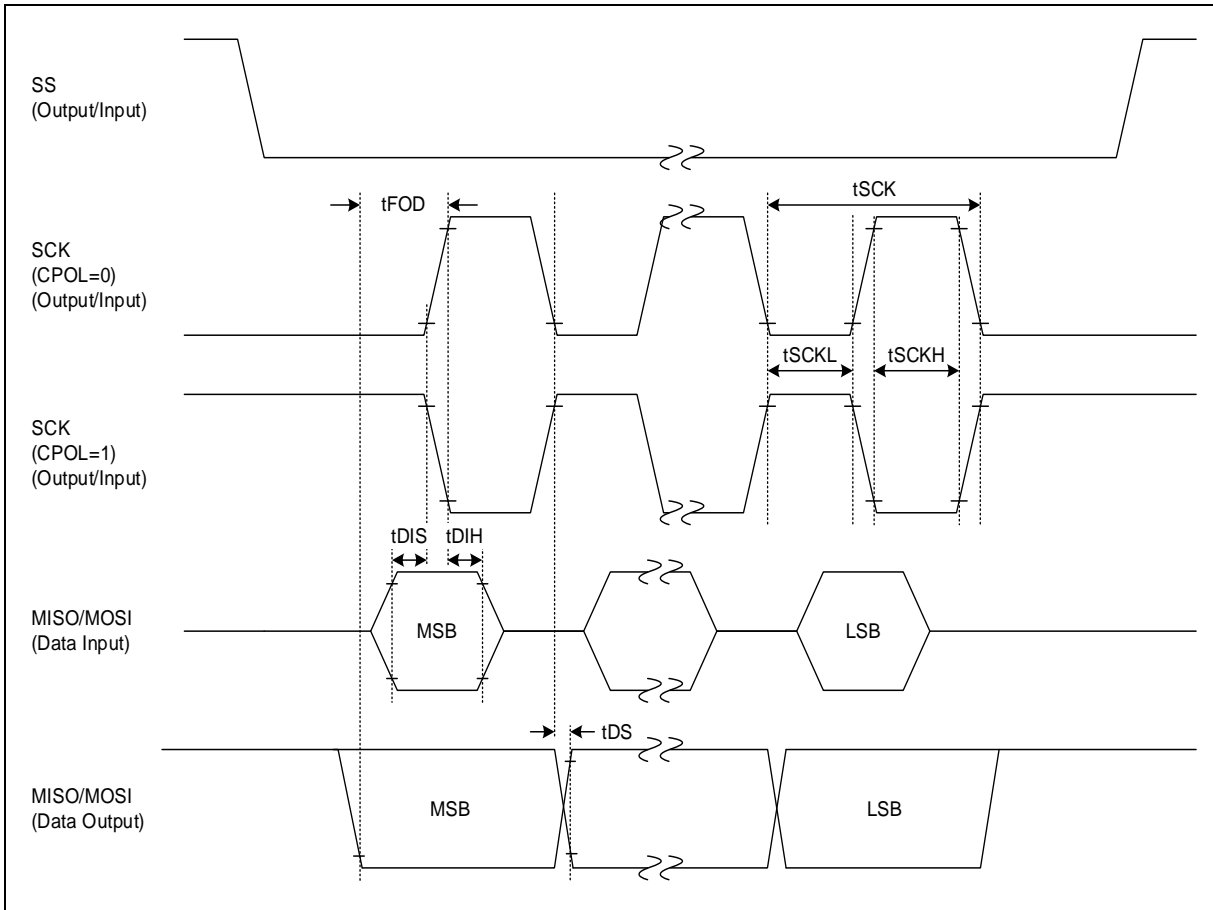 SS
(Output/Input)
tFOD
tSCK
SCK
(CPOL=0)
(Output/Input)
tSCKL
tSCKH
SCK
(CPOL=1)
(Output/Input)
tDIS
tDIH
MISO/MOSI
(Data Input)
MSB
LSB
tDS
MISO/MOSI
(Data Output)
MSB
LSB